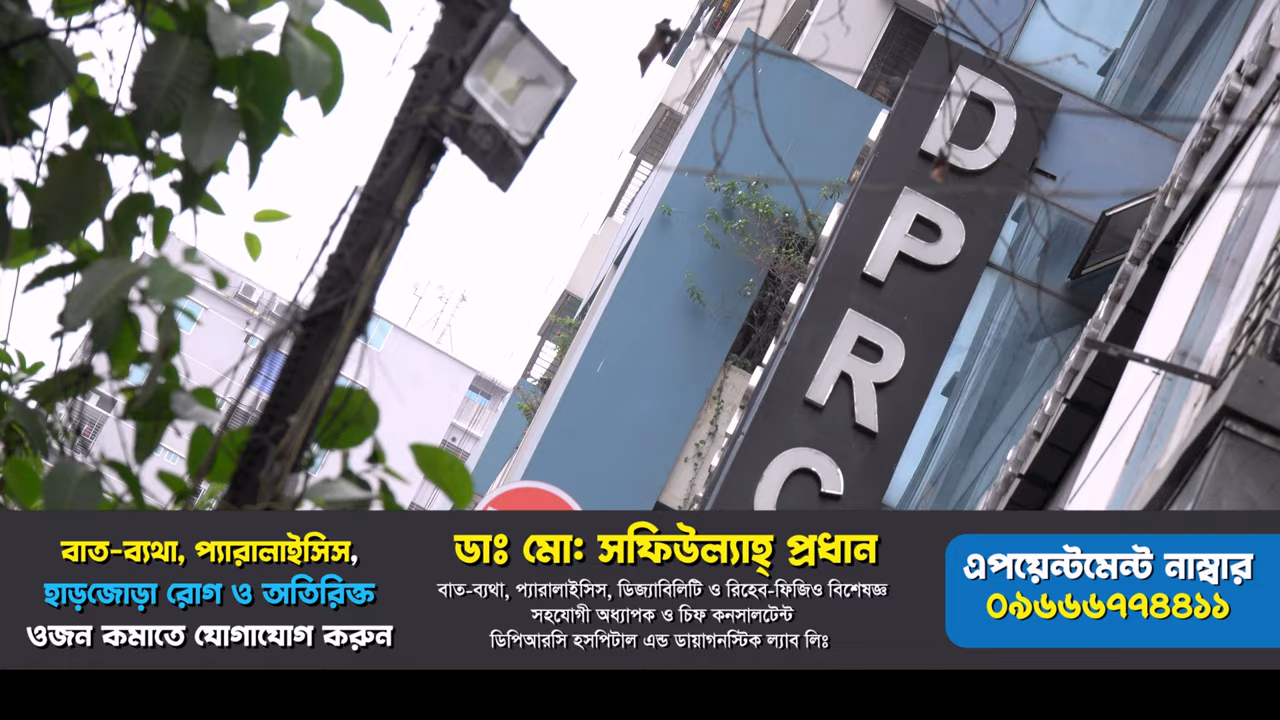 D
P
R
C
বাত-ব্যথা, প্যারালাইসিস,
হাড়জোড়া রোগ ও অতিরিক্ত
ওজন কমাতে যোগাযোগ করুন
ডাঃ মো: সফিউল্যাহ্ প্রধান
বাত-ব্যথা, প্যারালাইসিস, ডিজ্যাবিলিটি ও রিহেব-ফিজিও বিশেষজ্ঞ
সহযোগী অধ্যাপক ও চিফ কনসালটেন্ট
ডিপিআরসি হসপিটাল এন্ড ডায়াগনস্টিক ল্যাব লিঃ
এপয়েন্টমেন্ট নাম্বার
০৯৬৬৬৭৭৪৪১১